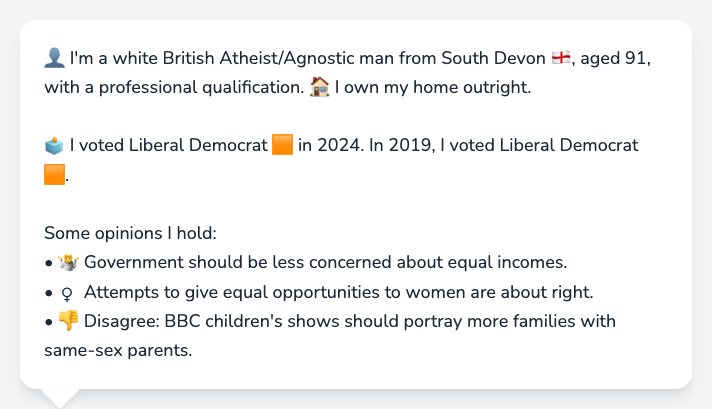 👤 I'm a white British Atheist/Agnostic man from South Devon 🏴󠁧󠁢󠁥󠁮󠁧󠁿, aged 91,
with a professional qualification. 🏠 I own my home outright.
🗳️ I voted Liberal Democrat 🟧 in 2024. In 2019, I voted Liberal Democrat
🟧.
Some opinions I hold:
• 🤷 Government should be less concerned about equal incomes.
• ♀ Attempts to give equal opportunities to women are about right.
• 👎 Disagree: BBC children's shows should portray more families with
same-sex parents.